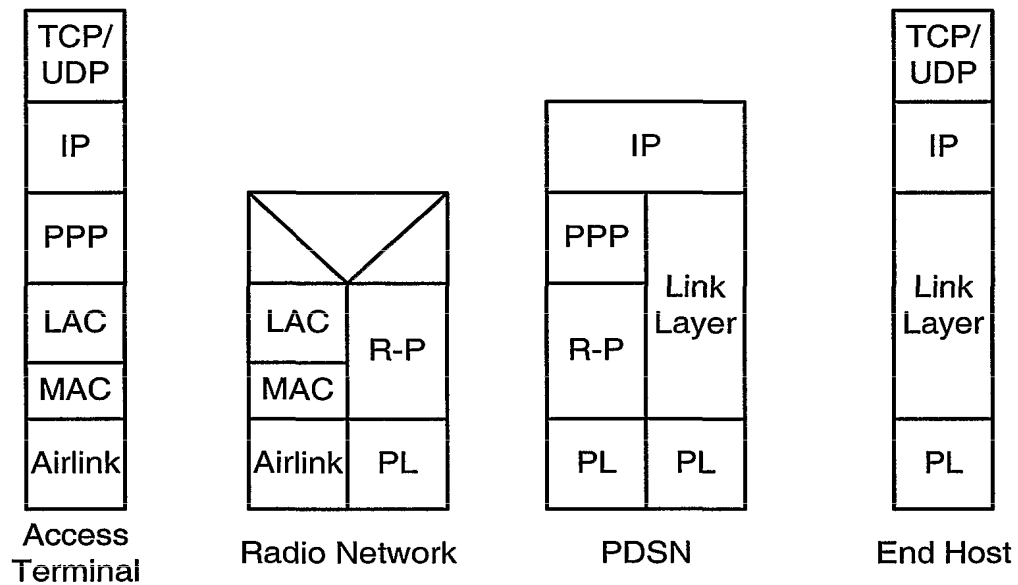 TCP/
UDP
IP
PPP
LAC
MAC
Airlink
Access
Terminal
LAC
MAC
Airlink
R-P
PL
Radio Network
IP
PPP
R-P
PL
Link
Layer
PL
PDSN
TCP/
UDP
IP
Link
Layer
PL
End Host